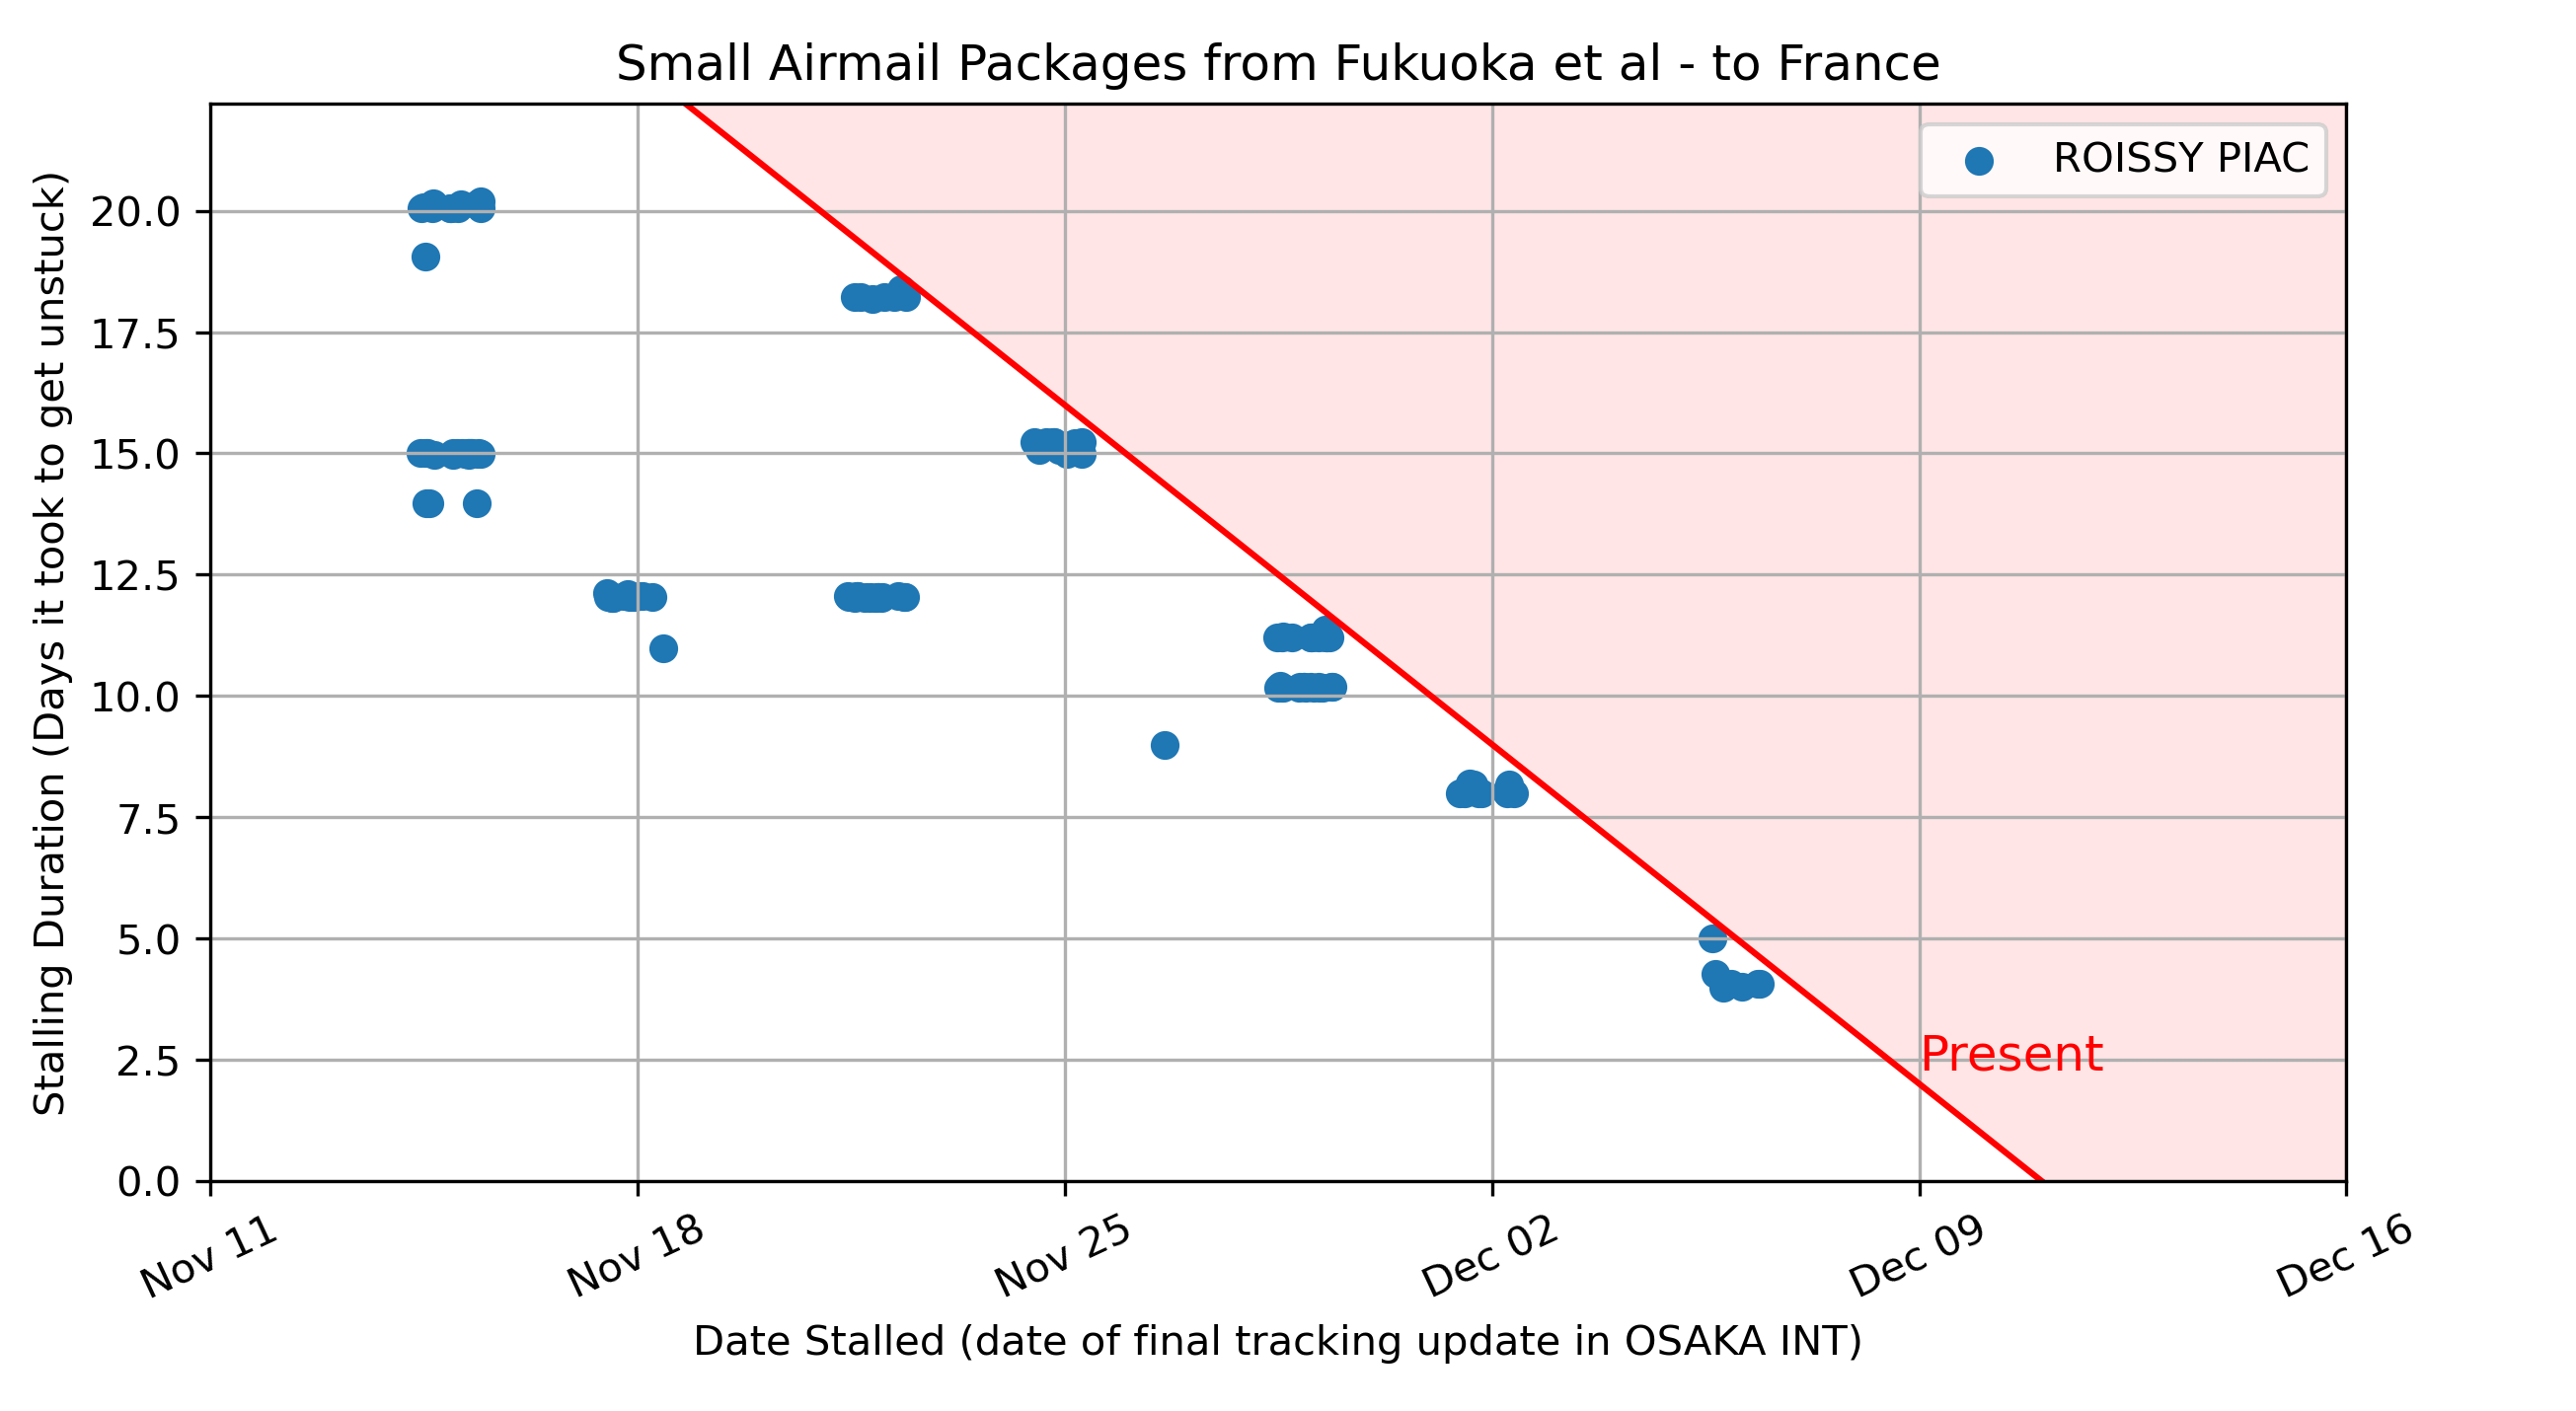 Small Airmail Packages from Fukuoka et al - to France
ROISSY PIAC
Stalling Duration (Days it took to get unstuck)
20.0
17.5
15.0
12.5
10.0
7.5
5.0
2.5
0.0
Present
Nov 11
Nov 18
Nov 25
Dec 02
Dec 09
Dec 16
Date Stalled (date of final tracking update in OSAKA INT)